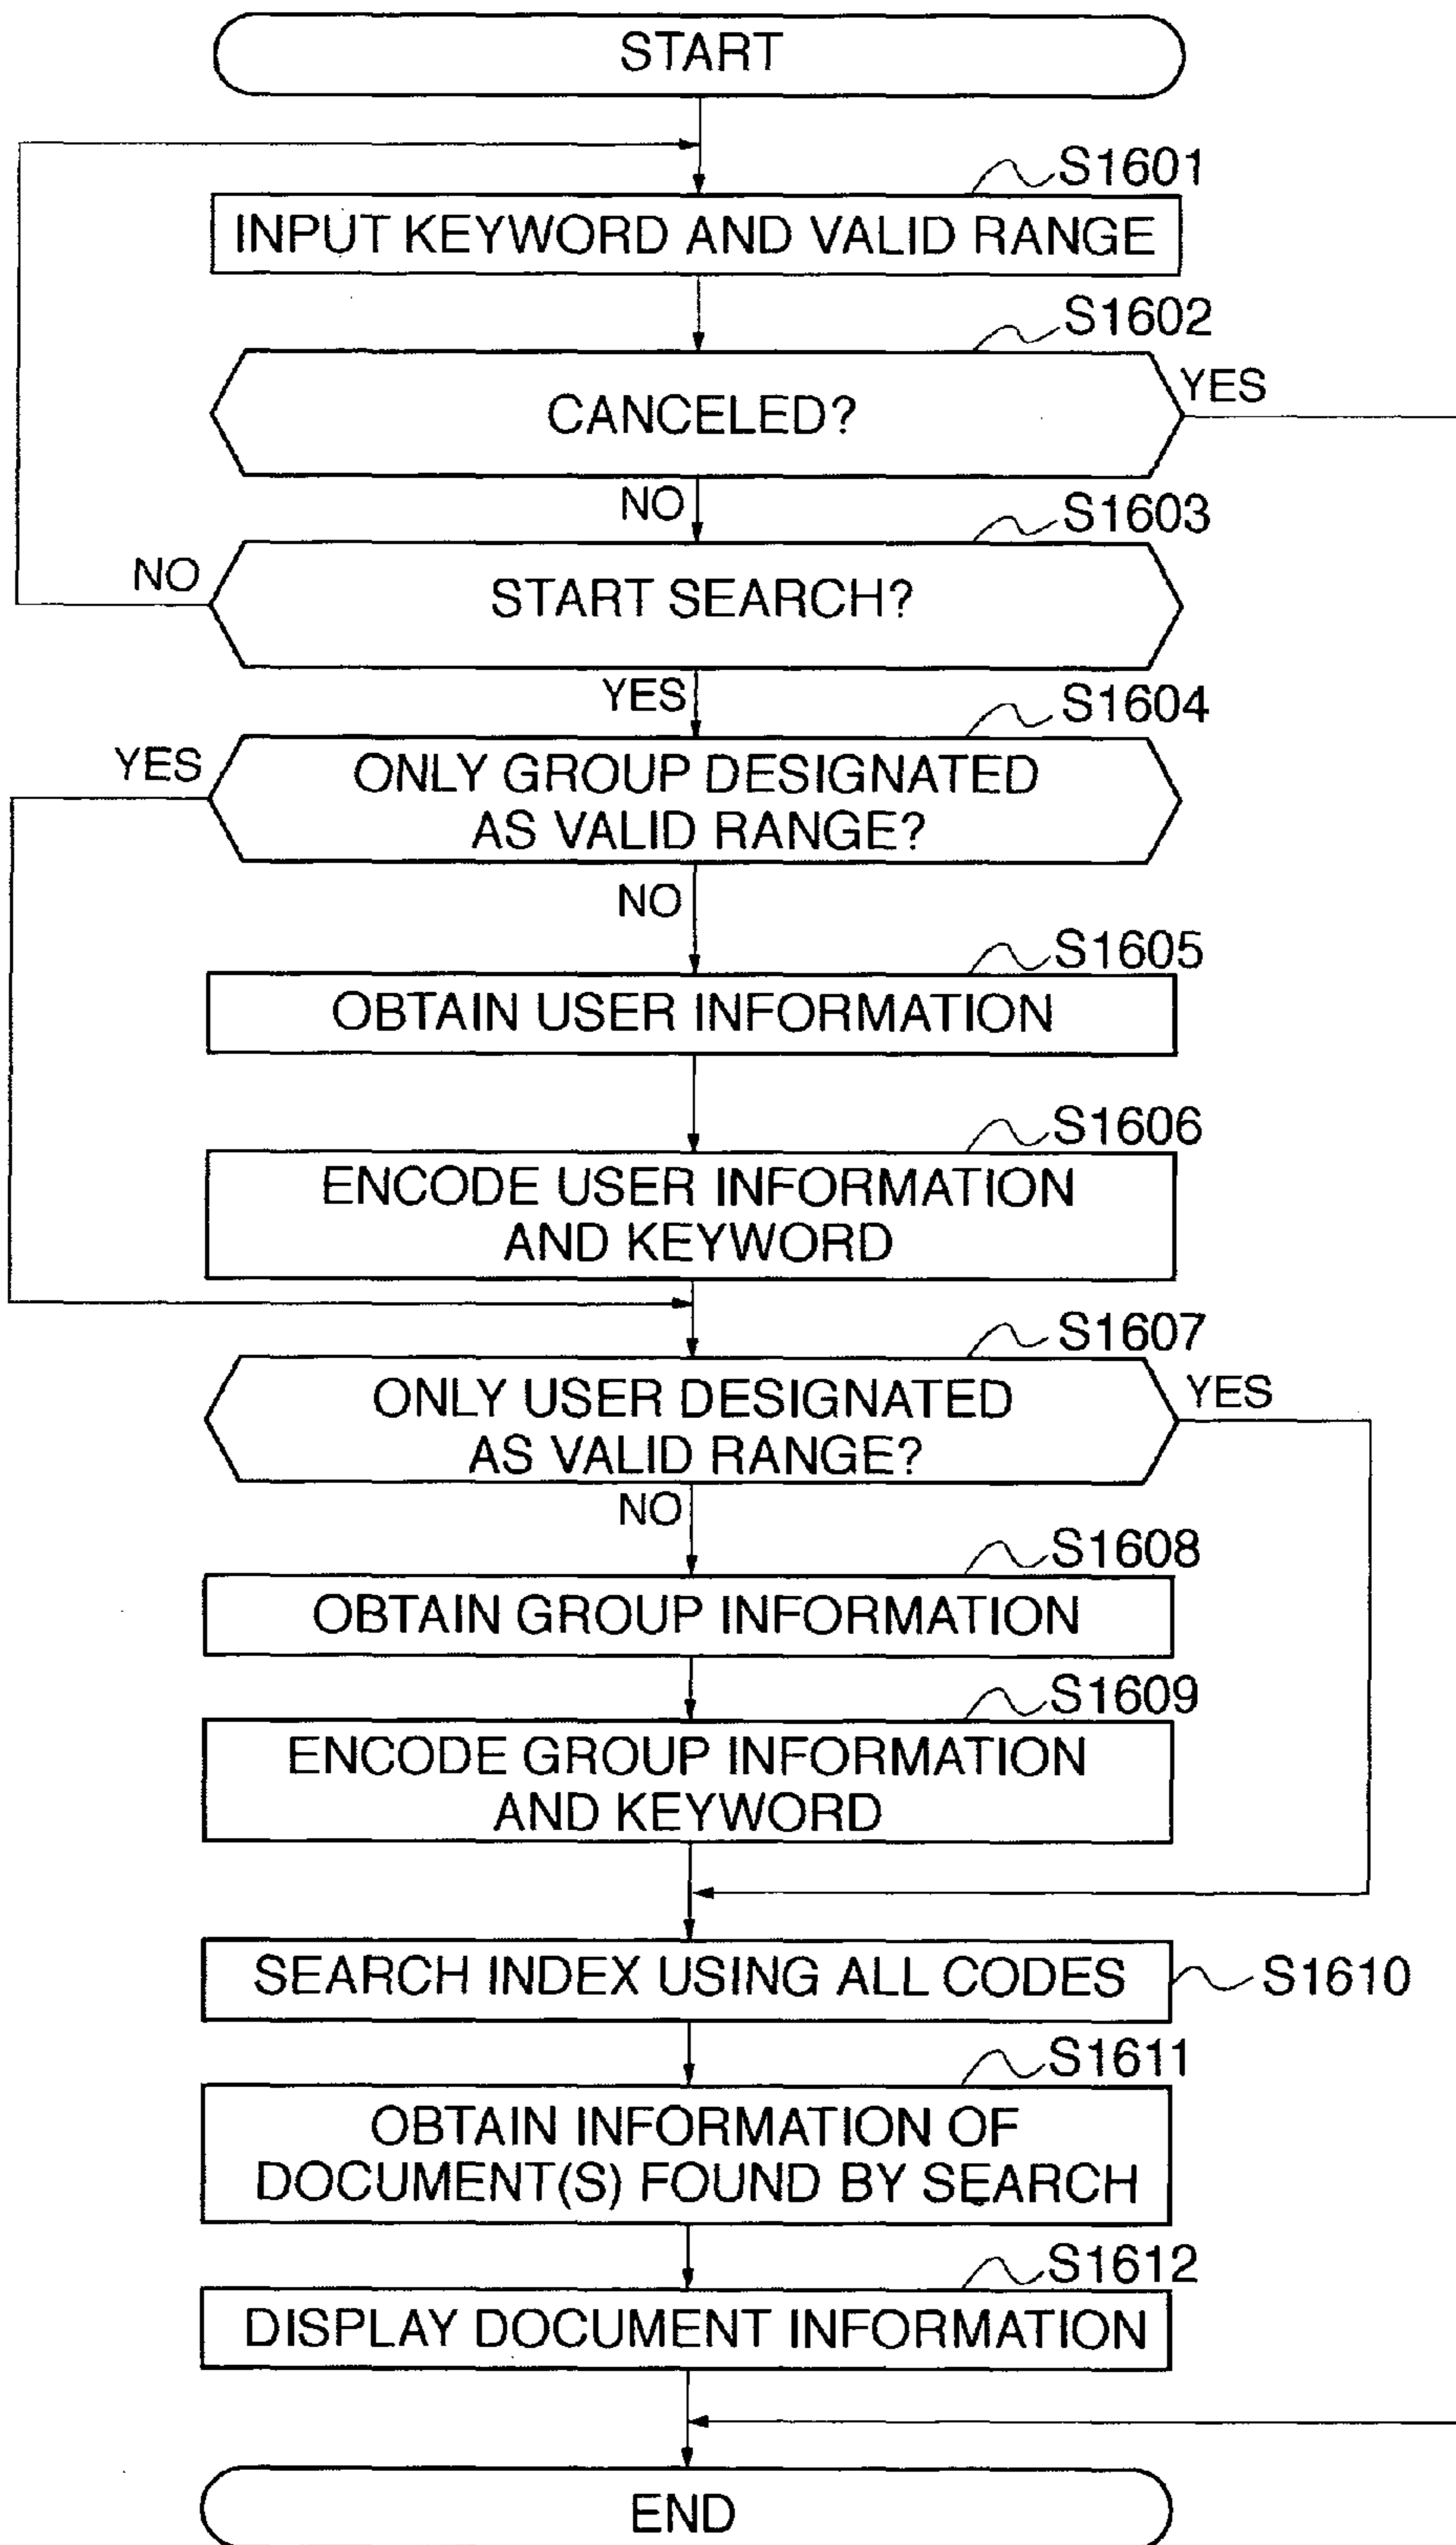 START
S1601
INPUT KEYWORD AND VALID RANGE
S1602
CANCELED?
YES
NO
S1603
START SEARCH?
NO
YES
S1604
ONLY GROUP DESIGNATED
AS VALID RANGE?
YES
NO
S1605
OBTAIN USER INFORMATION
S1606
ENCODE USER INFORMATION
AND KEYWORD
S1607
ONLY USER DESIGNATED
AS VALID RANGE?
YES
NO
S1608
OBTAIN GROUP INFORMATION
S1609
ENCODE GROUP INFORMATION
AND KEYWORD
SEARCH INDEX USING ALL CODES
S1610
S1611
OBTAIN INFORMATION OF
DOCUMENT(S) FOUND BY SEARCH
S1612
DISPLAY DOCUMENT INFORMATION
END